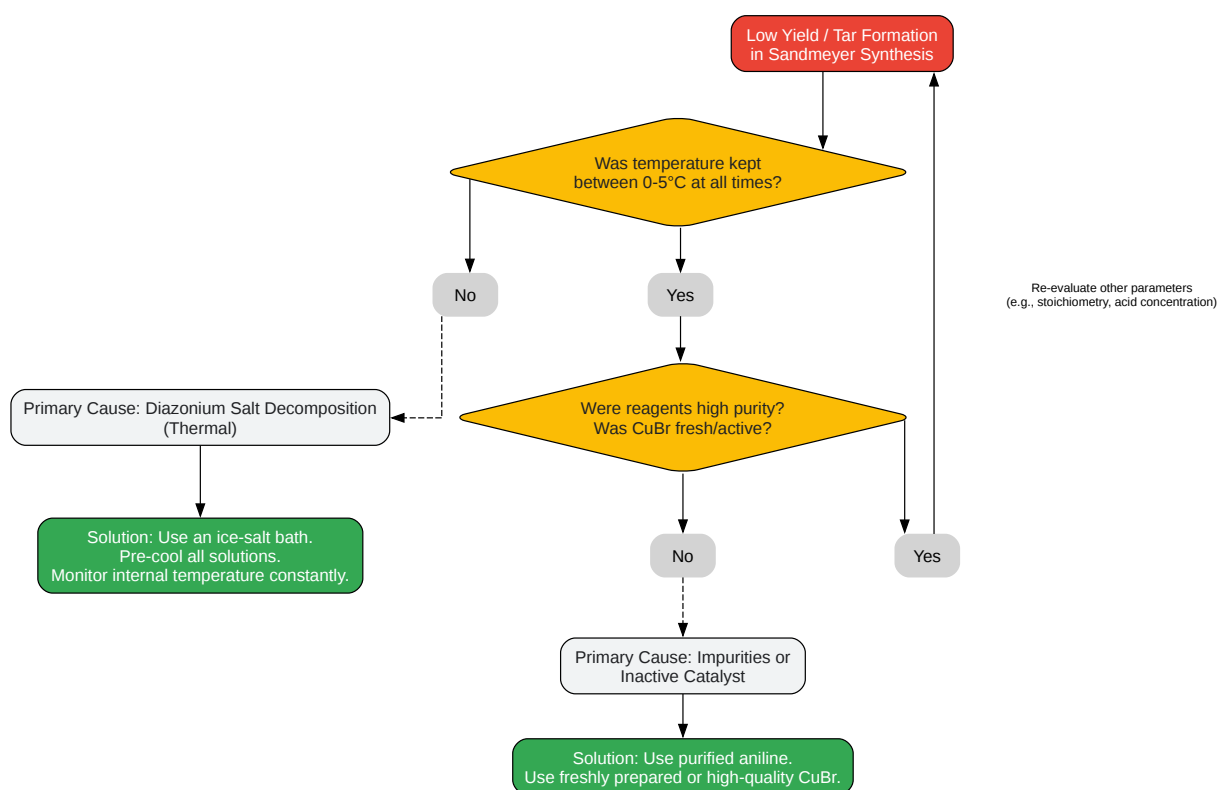 Low Yield / Tar Formation
in Sandmeyer Synthesis
Was temperature kept
between 0-5°C at all times?
No
Yes
Re-evaluate other parameters
(e.g., stoichiometry, acid concentration)
Primary Cause: Diazonium Salt Decomposition
(Thermal)
Were reagents high purity?
Was CuBr fresh/active?
Solution: Use an ice-salt bath.
Pre-cool all solutions.
Monitor internal temperature constantly.
No
Yes
Primary Cause: Impurities or
Inactive Catalyst
Solution: Use purified aniline.
Use freshly prepared or high-quality CuBr.